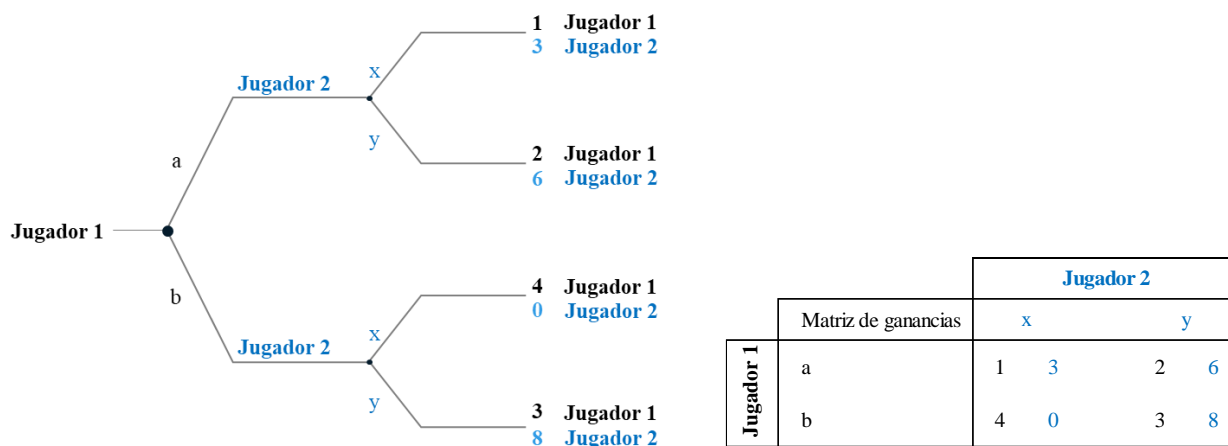 1 Jugador 1
3 Jugador 2
Jugador 2
x
y
2 Jugador 1
6 Jugador 2
a
Jugador 1
b
4 Jugador 1
0 Jugador 2
Jugador 2
x
y
3 Jugador 1
8 Jugador 2
Jugador 2
Matriz de ganancias x y
Jugador 1
a 1 3 2 6
b 4 0 3 8